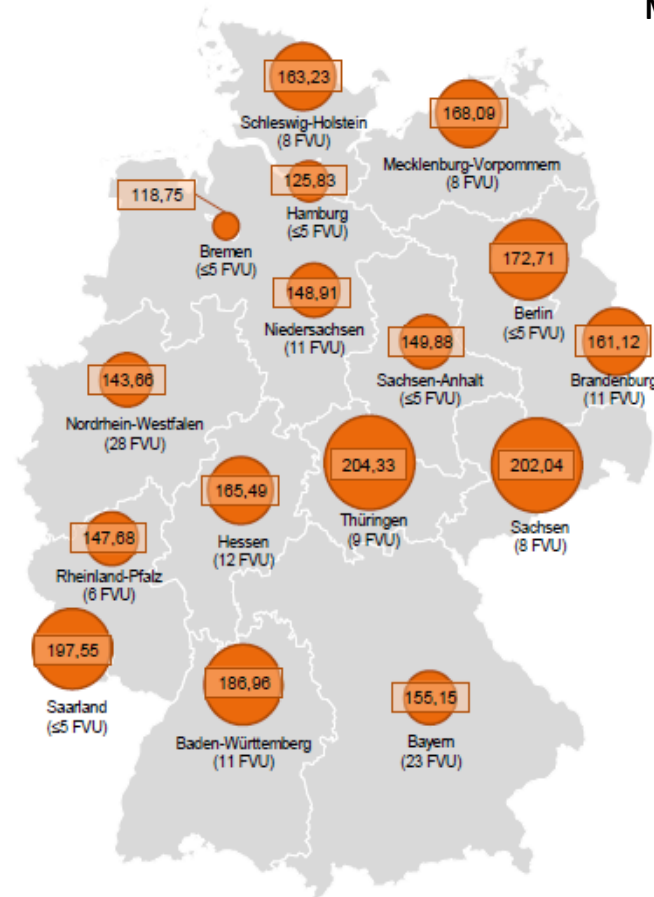 M
163,23
Schleswig-Holstein
(8 FVU)
168,09
Mecklenburg-Vorpommern
(8 FVU)
125,83
Hamburg
(≤5 FVU)
118,75
Bremen
(≤5 FVU)
172,71
Berlin
(≤5 FVU)
148,91
Niedersachsen
(11 FVU)
149,88
Sachsen-Anhalt
(≤5 FVU)
161,12
Brandenburg
(11 FVU)
143,66
Nordrhein-Westfalen
(28 FVU)
204,33
Thüringen
(9 FVU)
202,04
Sachsen
(8 FVU)
165,49
Hessen
(12 FVU)
147,68
Rheinland-Pfalz
(6 FVU)
197,55
Saarland
(≤5 FVU)
186,96
Baden-Württemberg
(11 FVU)
155,15
Bayern
(23 FVU)